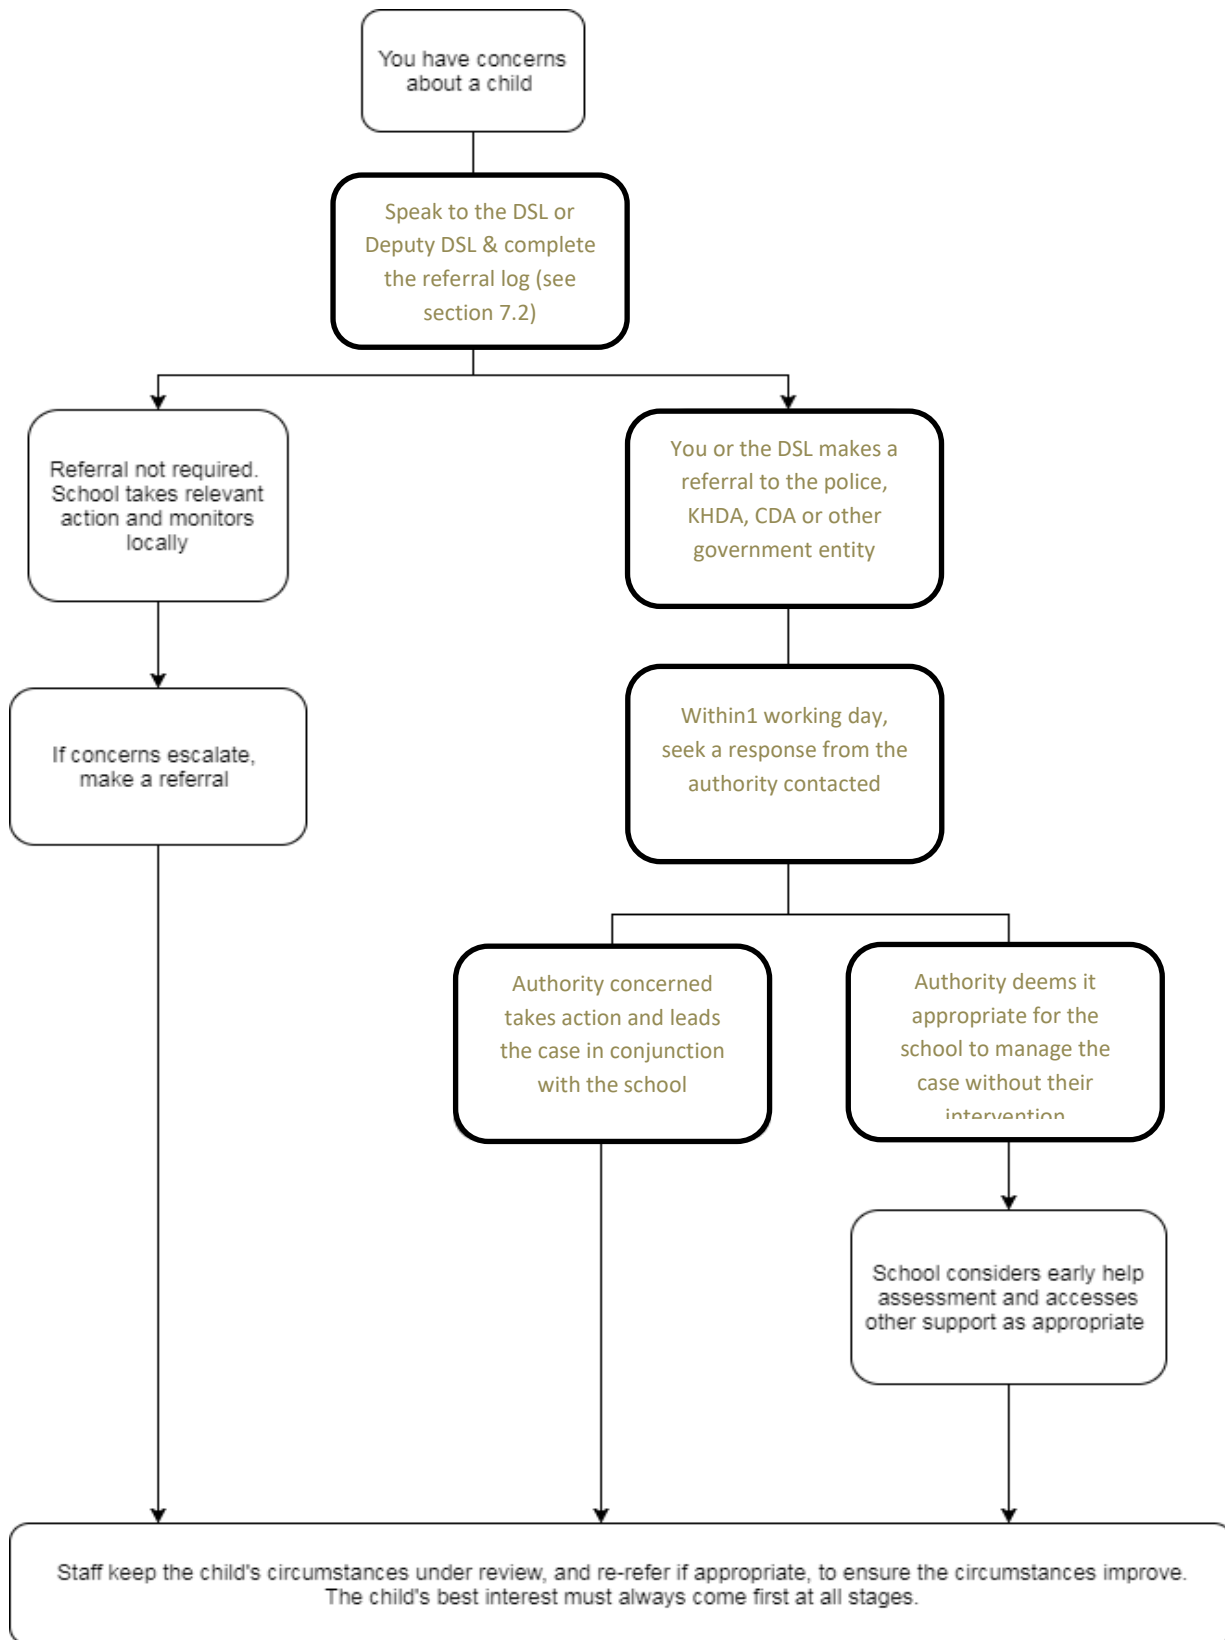 You have concerns
about a child
Speak to the DSL or
Deputy DSL & complete
the referral log (see
section 7.2)
Referral not required.
School takes relevant
action and monitors
locally
You or the DSL makes a
referral to the police,
KHDA, CDA or other
government entity
If concerns escalate,
make a referral
Within1 working day,
seek a response from the
authority contacted
Authority concerned
takes action and leads
the case in conjunction
with the school
Authority deems it
appropriate for the
school to manage the
case without their
intervention
School considers early help
assessment and accesses
other support as appropriate
Staff keep the child's circumstances under review, and re-refer if appropriate, to ensure the circumstances improve.
The child's best interest must always come first at all stages.